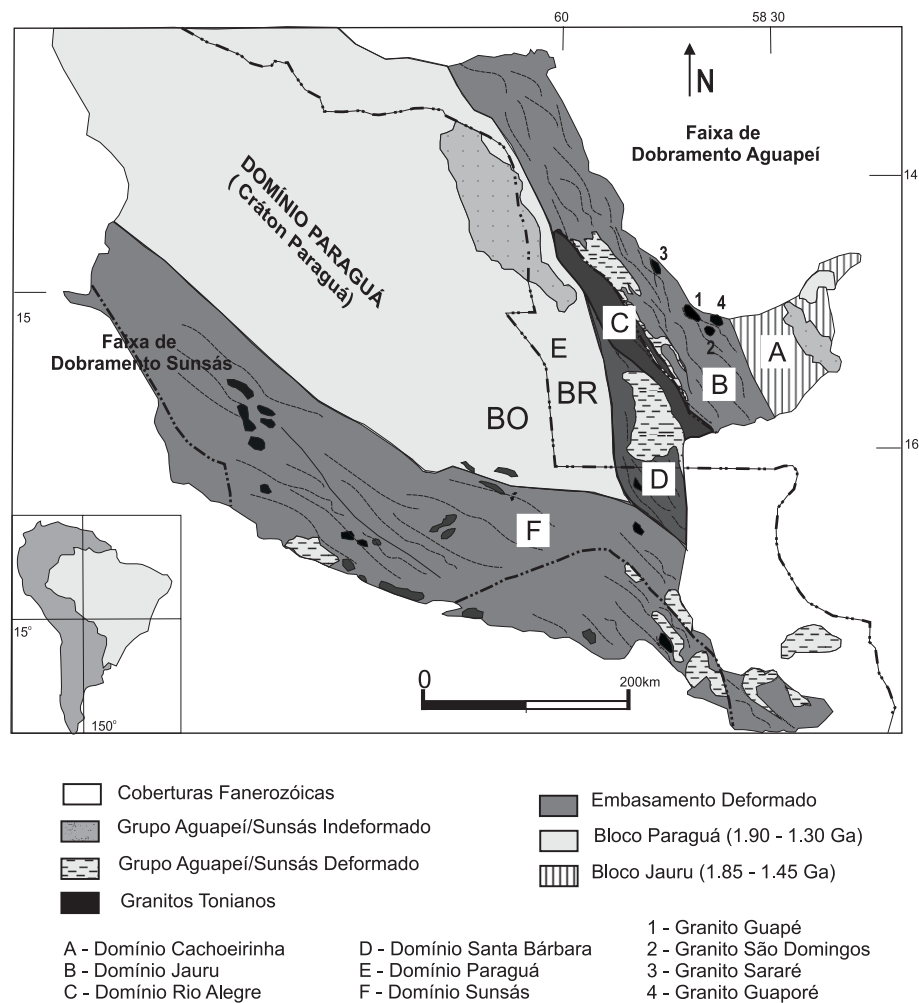 60
58 30
N
Faixa de
Dobramento Aguapeí
14
DOMÍNIO PARAGUÁ
( Cráton Paraguá)
3
1
4
2
15
Faixa de
Dobramento Sunsás
C
E
A
B
BR
BO
16
D
F
15°
150°
0
200km
Coberturas Fanerozóicas
Grupo Aguapeí/Sunsás Indeformado
Grupo Aguapeí/Sunsás Deformado
Granitos Tonianos
Embasamento Deformado
Bloco Paraguá (1.90 - 1.30 Ga)
Bloco Jauru (1.85 - 1.45 Ga)
A - Domínio Cachoeirinha
B - Domínio Jauru
C - Domínio Rio Alegre
D - Domínio Santa Bárbara
E - Domínio Paraguá
F - Domínio Sunsás
1 - Granito Guapé
2 - Granito São Domingos
3 - Granito Sararé
4 - Granito Guaporé